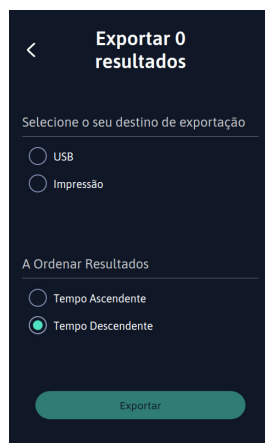 Exportar 0
resultados
Selecione o seu destino de exportação
USB
Impressão
A Ordenar Resultados
Tempo Ascendente
Tempo Descendente
Exportar